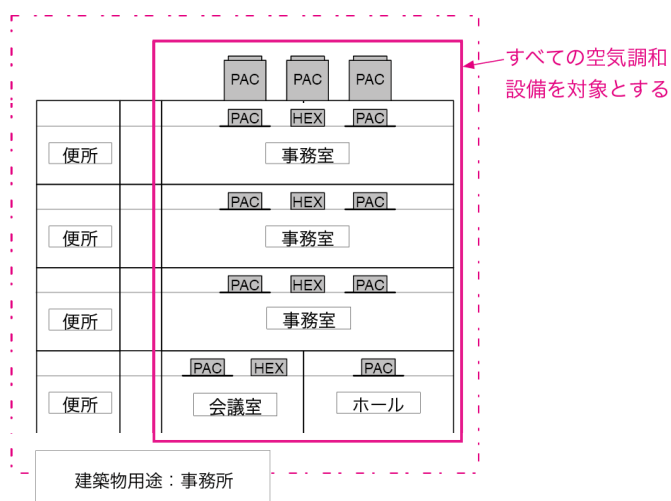 すべての空気調和
設備を対象とする
PAC PAC PAC
PAC HEX PAC
便所 事務室
PAC HEX PAC
便所 事務室
PAC HEX PAC
便所 事務室
PAC HEX PAC
便所 会議室 ホール
建築物用途：事務所